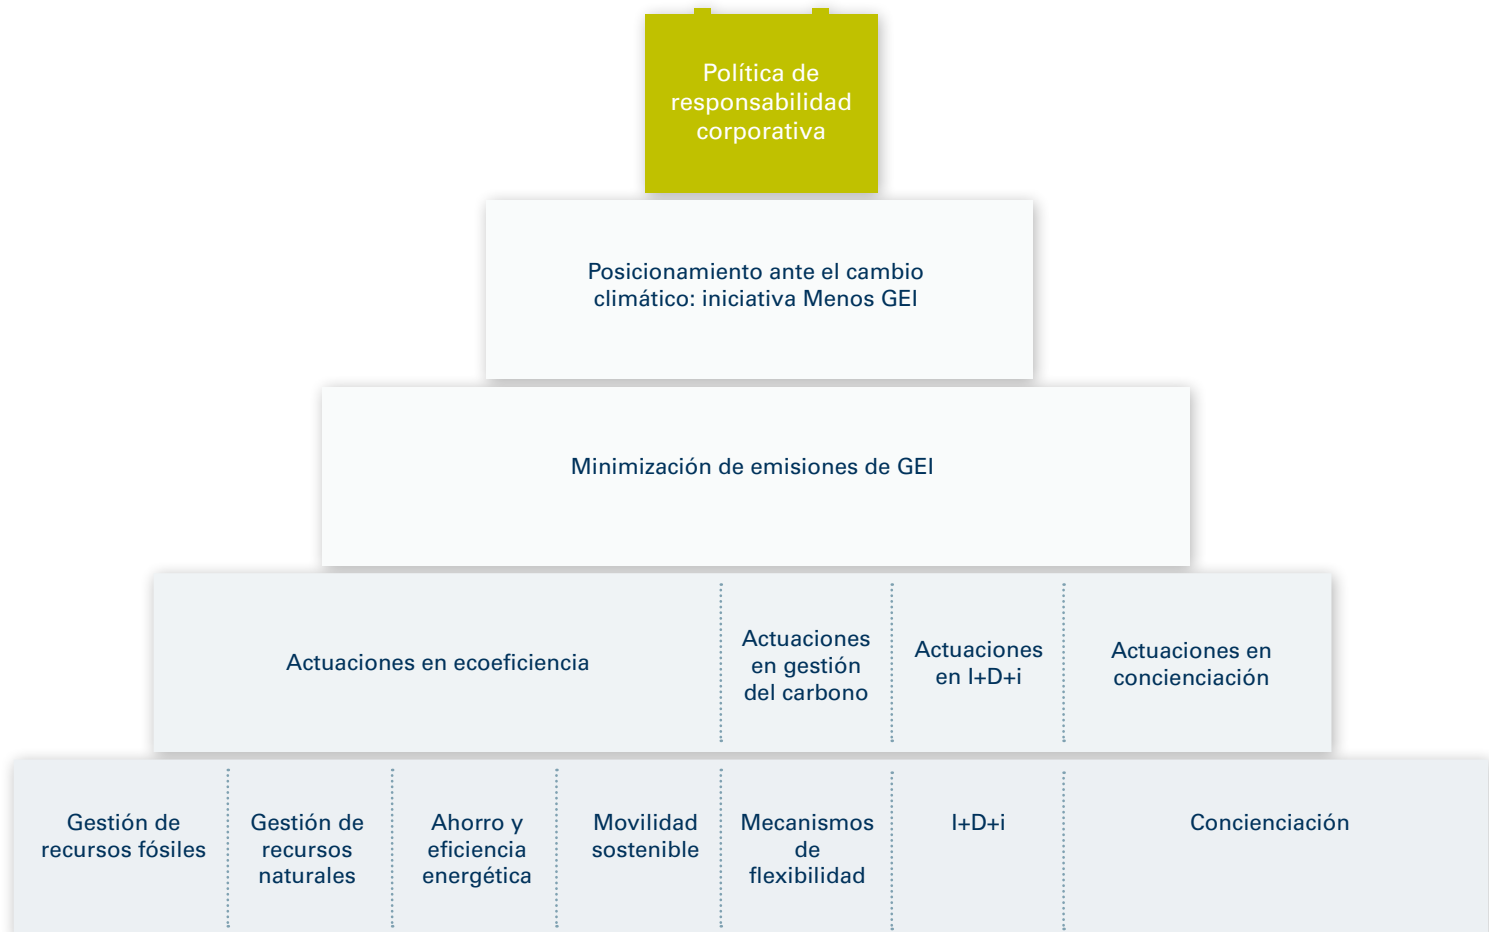 Política de
responsabilidad
corporativa
Posicionamiento ante el cambio
climático: iniciativa Menos GEI
Minimización de emisiones de GEI
Actuaciones en ecoeficiencia
Actuaciones
en gestión
del carbono
Actuaciones
en I+D+i
Actuaciones en
concienciación
Gestión de
recursos fósiles
Gestión de
recursos
naturales
Ahorro y
eficiencia
energética
Movilidad
sostenible
Mecanismos
de
flexibilidad
I+D+i
Concienciación